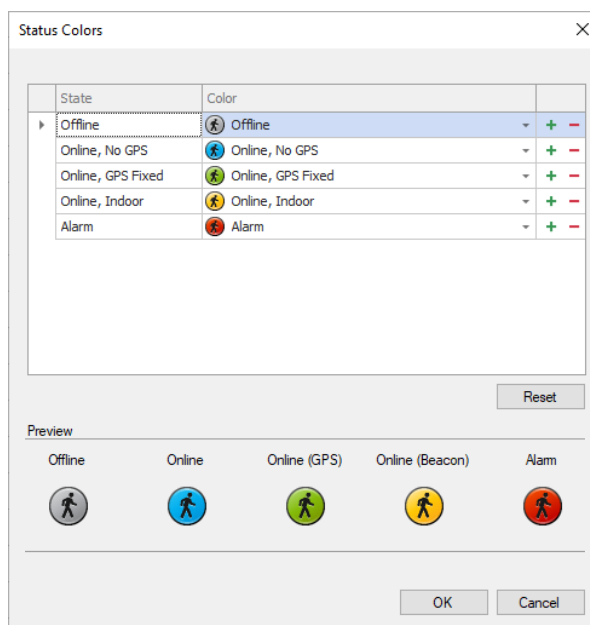 Status Colors
State Color
Offline Offline
Online, No GPS Online, No GPS
Online, GPS Fixed Online, GPS Fixed
Online, Indoor Online, Indoor
Alarm Alarm
Reset
Preview
Offline Online Online (GPS) Online (Beacon) Alarm
OK Cancel